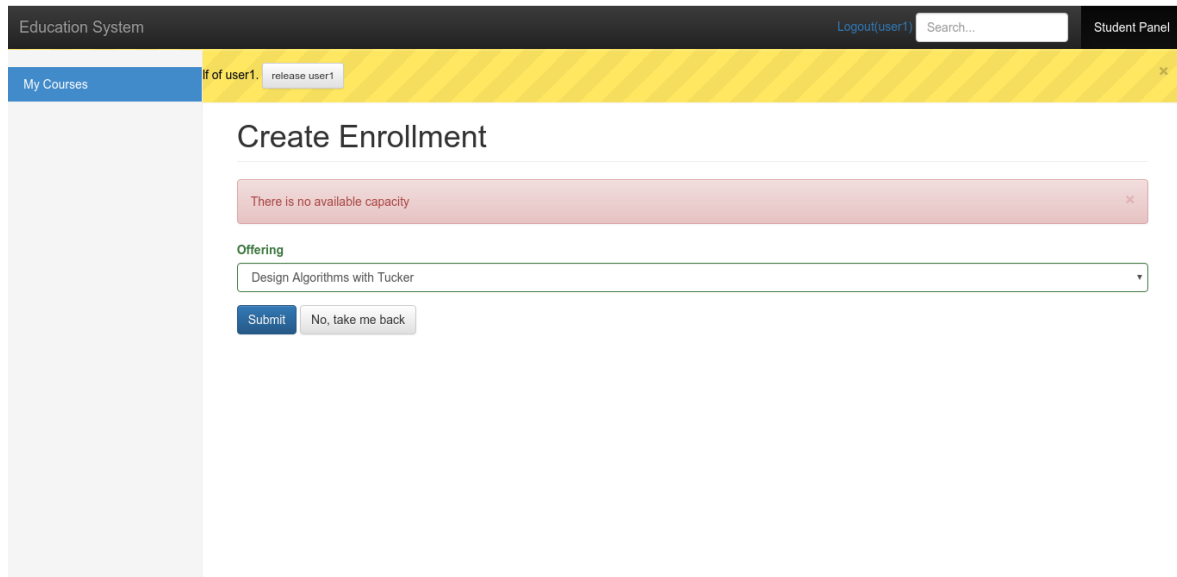 Education System
Logout(user1)
Search...
Student Panel
My Courses
lf of user1. release user1
×
Create Enrollment
There is no available capacity
×
Offering
Design Algorithms with Tucker
Submit
No, take me back